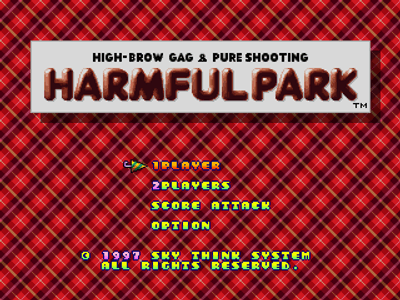 HIGH-BROW GAG & PURE SHOOTING
HARMFUL PARK
TM
1PLAYER
2PLAYERS
SCORE ATTACK
OPTION
© 1997 SKY THINK SYSTEM
ALL RIGHTS RESERVED.